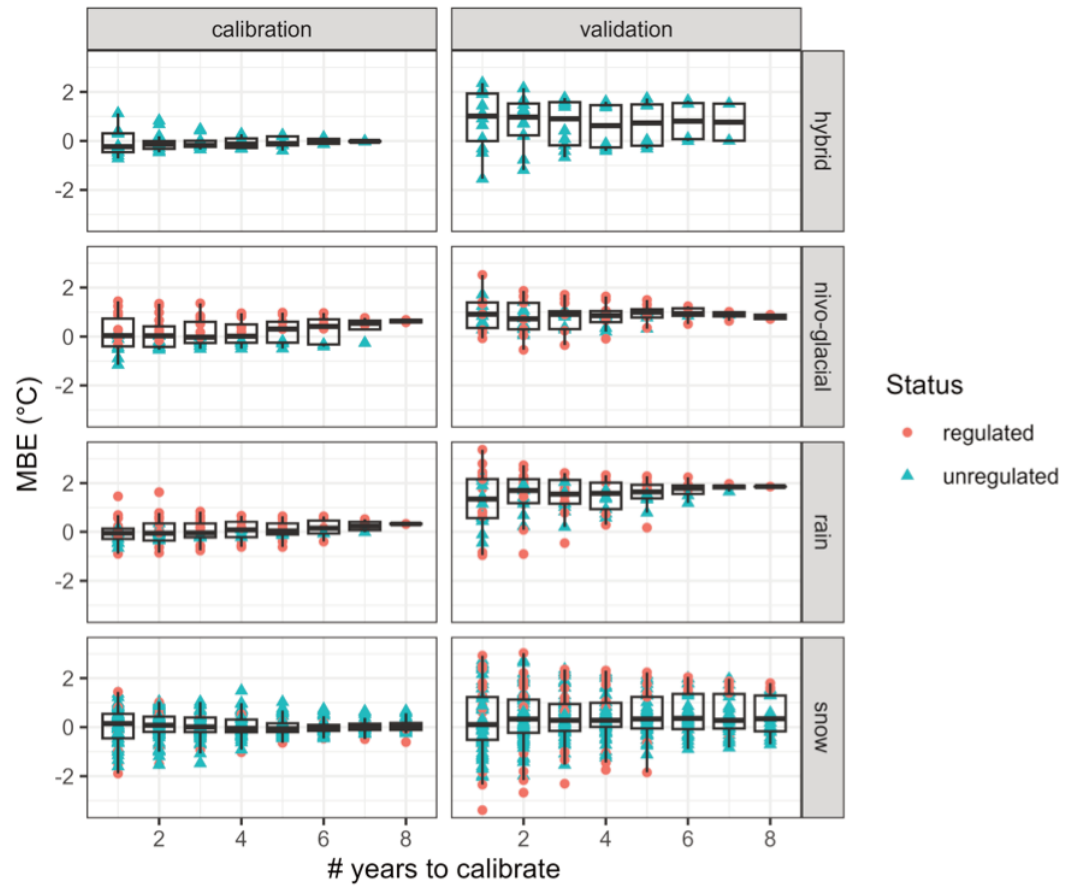 calibration
validation
2
0
-2
hybrid
2
0
-2
nivo-glacial
2
0
-2
rain
2
0
-2
snow
2
4
6
8
2
4
6
8
MBE (°C)
# years to calibrate
Status
regulated
unregulated